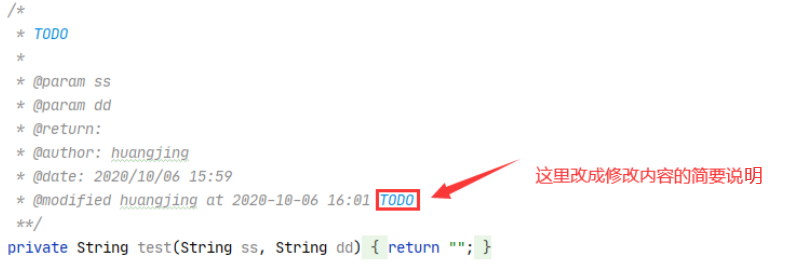 /*
* TODO
*
* @param ss
* @param dd
* @return:
* @author: huangjing
* @date: 2020/10/06 15:59
* @modified huangjing at 2020-10-06 16:01 TODO
这里改成修改内容的简要说明
**/
private String test(String ss, String dd) { return ""; }